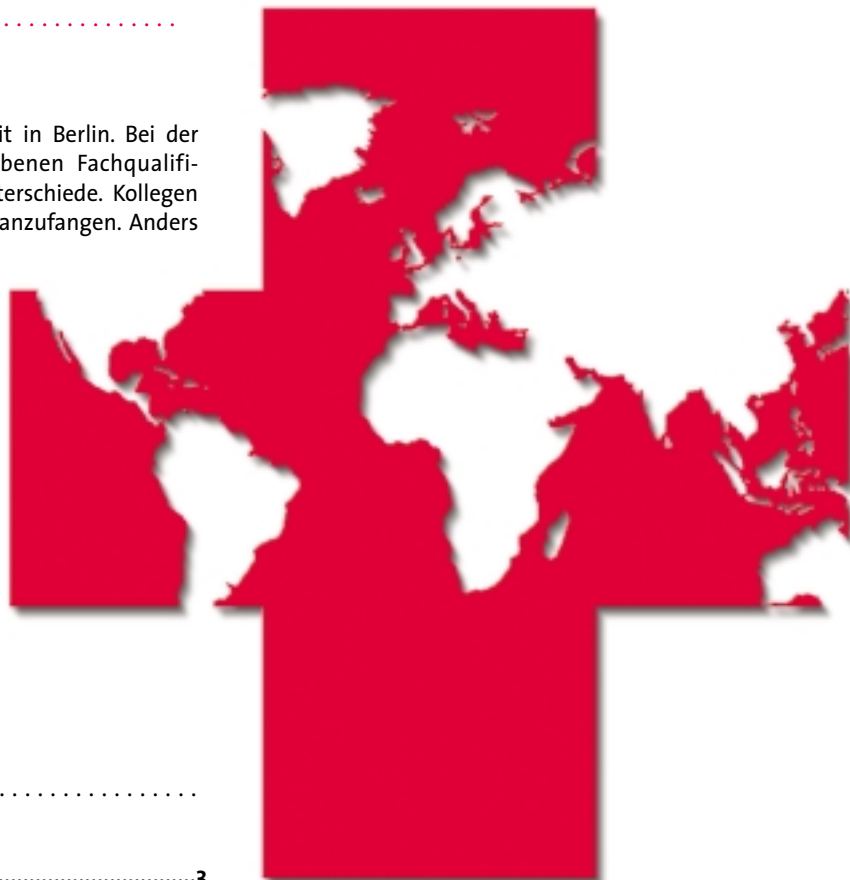 it in Berlin. Bei der
benen Fachqualifi-
terschiede. Kollegen
anzufangen. Anders
3